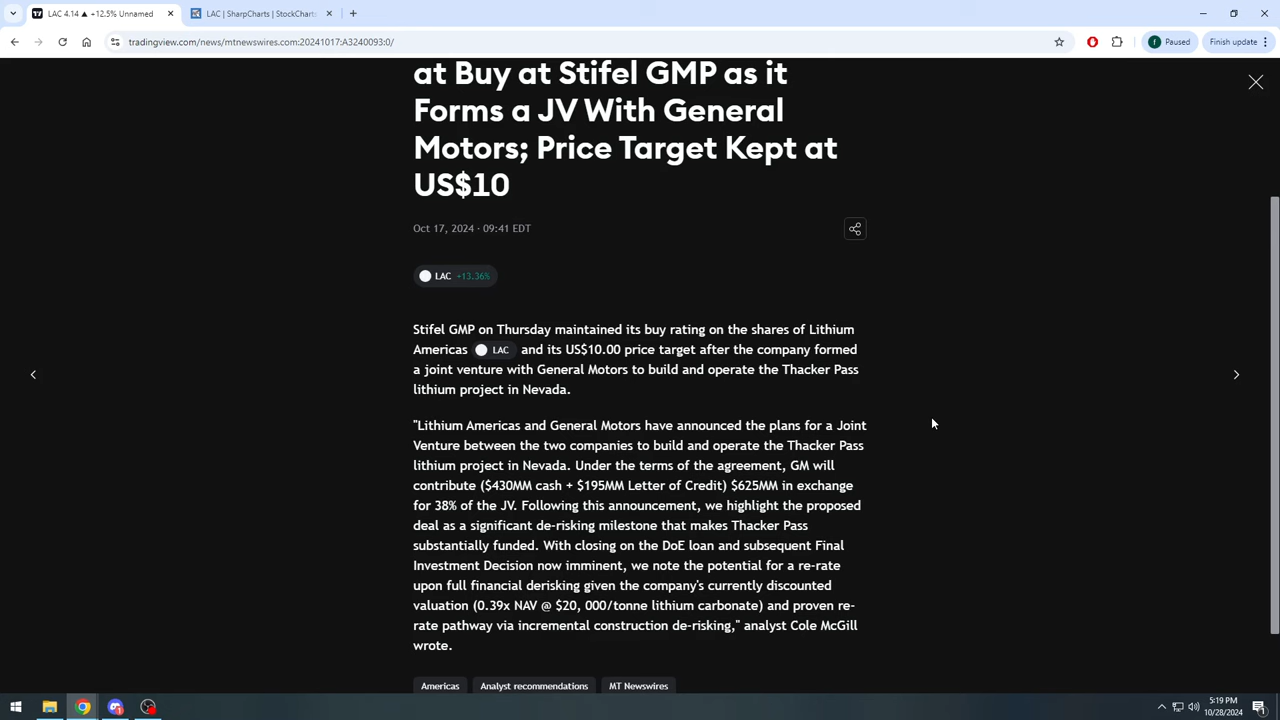 LAC 4.14 ▲ +12.5% Unnamed
LAC | SharpCharts | StockChart
tradingview.com/news/mtnewswires.com:20241017:A3240093:0/
f
Paused
Finish update
at Buy at Stifel GMP as it
Forms a JV With General
Motors; Price Target Kept at
US$10
Oct 17, 2024 · 09:41 EDT
LAC +13.36%
Stifel GMP on Thursday maintained its buy rating on the shares of Lithium
Americas LAC and its US$10.00 price target after the company formed
a joint venture with General Motors to build and operate the Thacker Pass
lithium project in Nevada.
"Lithium Americas and General Motors have announced the plans for a Joint
Venture between the two companies to build and operate the Thacker Pass
lithium project in Nevada. Under the terms of the agreement, GM will
contribute ($430MM cash + $195MM Letter of Credit) $625MM in exchange
for 38% of the JV. Following this announcement, we highlight the proposed
deal as a significant de-risking milestone that makes Thacker Pass
substantially funded. With closing on the DoE loan and subsequent Final
Investment Decision now imminent, we note the potential for a re-rate
upon full financial derisking given the company's currently discounted
valuation (0.39x NAV @ $20, 000/tonne lithium carbonate) and proven re-
rate pathway via incremental construction de-risking," analyst Cole McGill
wrote.
Americas
Analyst recommendations
MT Newswires
5:19 PM
10/28/2024